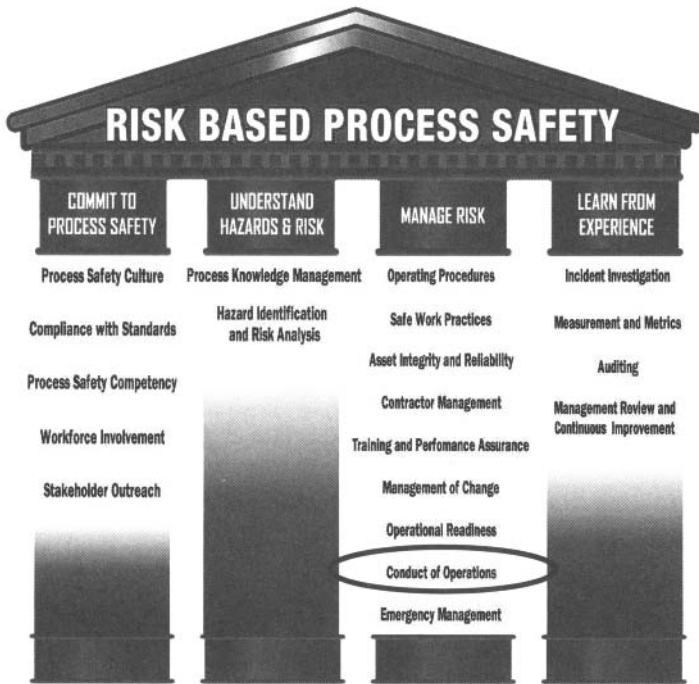 RISK BASED PROCESS SAFETY
COMMIT TO
PROCESS SAFETY
Process Safety Culture
Compliance with Standards
Process Safety Competency
Workforce Involvement
Stakeholder Outreach
UNDERSTAND
HAZARDS & RISK
Process Knowledge Management
Hazard Identification
and Risk Analysis
MANAGE RISK
Operating Procedures
Safe Work Practices
Asset Integrity and Reliability
Contractor Management
Training and Perfomance Assurance
Management of Change
Operational Readiness
Conduct of Operations
Emergency Management
LEARN FROM
EXPERIENCE
Incident Investigation
Measurement and Metrics
Auditing
Management Review and
Continuous Improvement